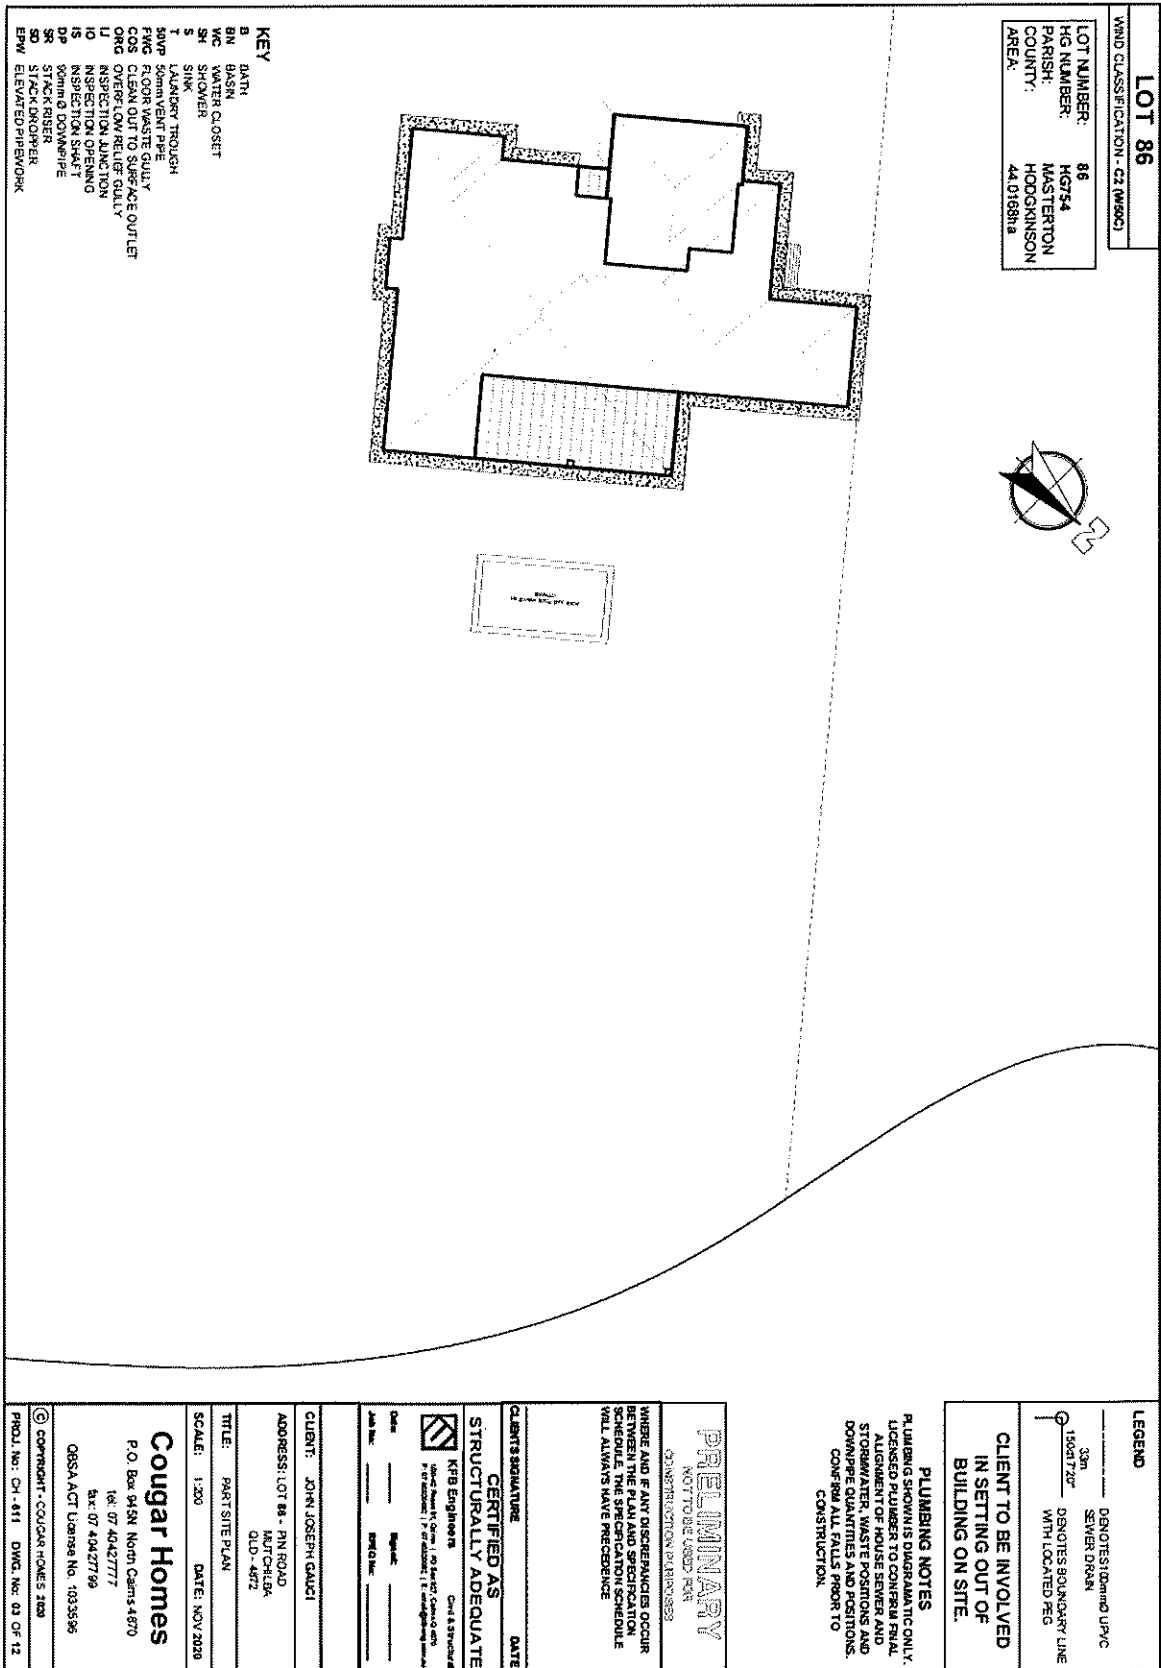 LOT 86
WIND CLASSIFICATION - C2 (W60C)
LOT NUMBER: 86
HG NUMBER: HG754
PARISH: MASTERTON
COUNTY: HODGKINSON
AREA: 44.0168ha
N
KEY
B BATH
BN BASIN
WC WATER CLOSET
SH SHOWER
S SINK
T LAUNDRY TROUGH
50VP 50mm VENT PIPE
FWG FLOOR WASTE GULLY
COS CLEAN OUT TO SURFACE OUTLET
ORG OVERFLOW RELIEF GULLY
IJ INSPECTION JUNCTION
IO INSPECTION OPENING
IS INSPECTION SHAFT
DP 90mm Ø DOWNPIPE
SR STACK RISER
SD STACK DROPPER
EPW ELEVATED PIPEWORK
LEGEND
DENOTES 100mmØ UPVC
SEWER DRAIN
33m
150d17'20"
DENOTES BOUNDARY LINE
WITH LOCATED PEG
CLIENT TO BE INVOLVED
IN SETTING OUT OF
BUILDING ON SITE.
PLUMBING NOTES
PLUMBING SHOWN IS DIAGRAMATIC ONLY.
LICENSED PLUMBER TO CONFIRM FINAL
ALIGNMENT OF HOUSE SEWER AND
STORMWATER, WASTE POSITIONS AND
DOWNPIPE QUANTITIES AND POSITIONS.
CONFIRM ALL FALLS PRIOR TO
CONSTRUCTION.
PRELIMINARY
NOT TO BE USED FOR
CONSTRUCTION PURPOSES
WHERE AND IF ANY DISCREPANCIES OCCUR
BETWEEN THE PLAN AND SPECIFICATION
SCHEDULE, THE SPECIFICATION SCHEDULE
WILL ALWAYS HAVE PRECEDENCE
CLIENTS SIGNATURE DATE
CERTIFIED AS
STRUCTURALLY ADEQUATE
KFB Engineers Civil & Structural
Date: Signed:
Job No: RPEQ No:
CLIENT: JOHN JOSEPH GAUCI
ADDRESS: LOT 86 - PIN ROAD
MUTCHILBA
QLD - 4872
TITLE: PART SITE PLAN
SCALE: 1:200 DATE: NOV 2020
Cougar Homes
P.O. Box 945N North Cairns 4870
tel: 07 40427777
fax: 07 40427799
QBSA ACT License No. 1033596
© COPYRIGHT - COUGAR HOMES 2020
PROJ. No: CH - 611 DWG. No: 03 OF 12